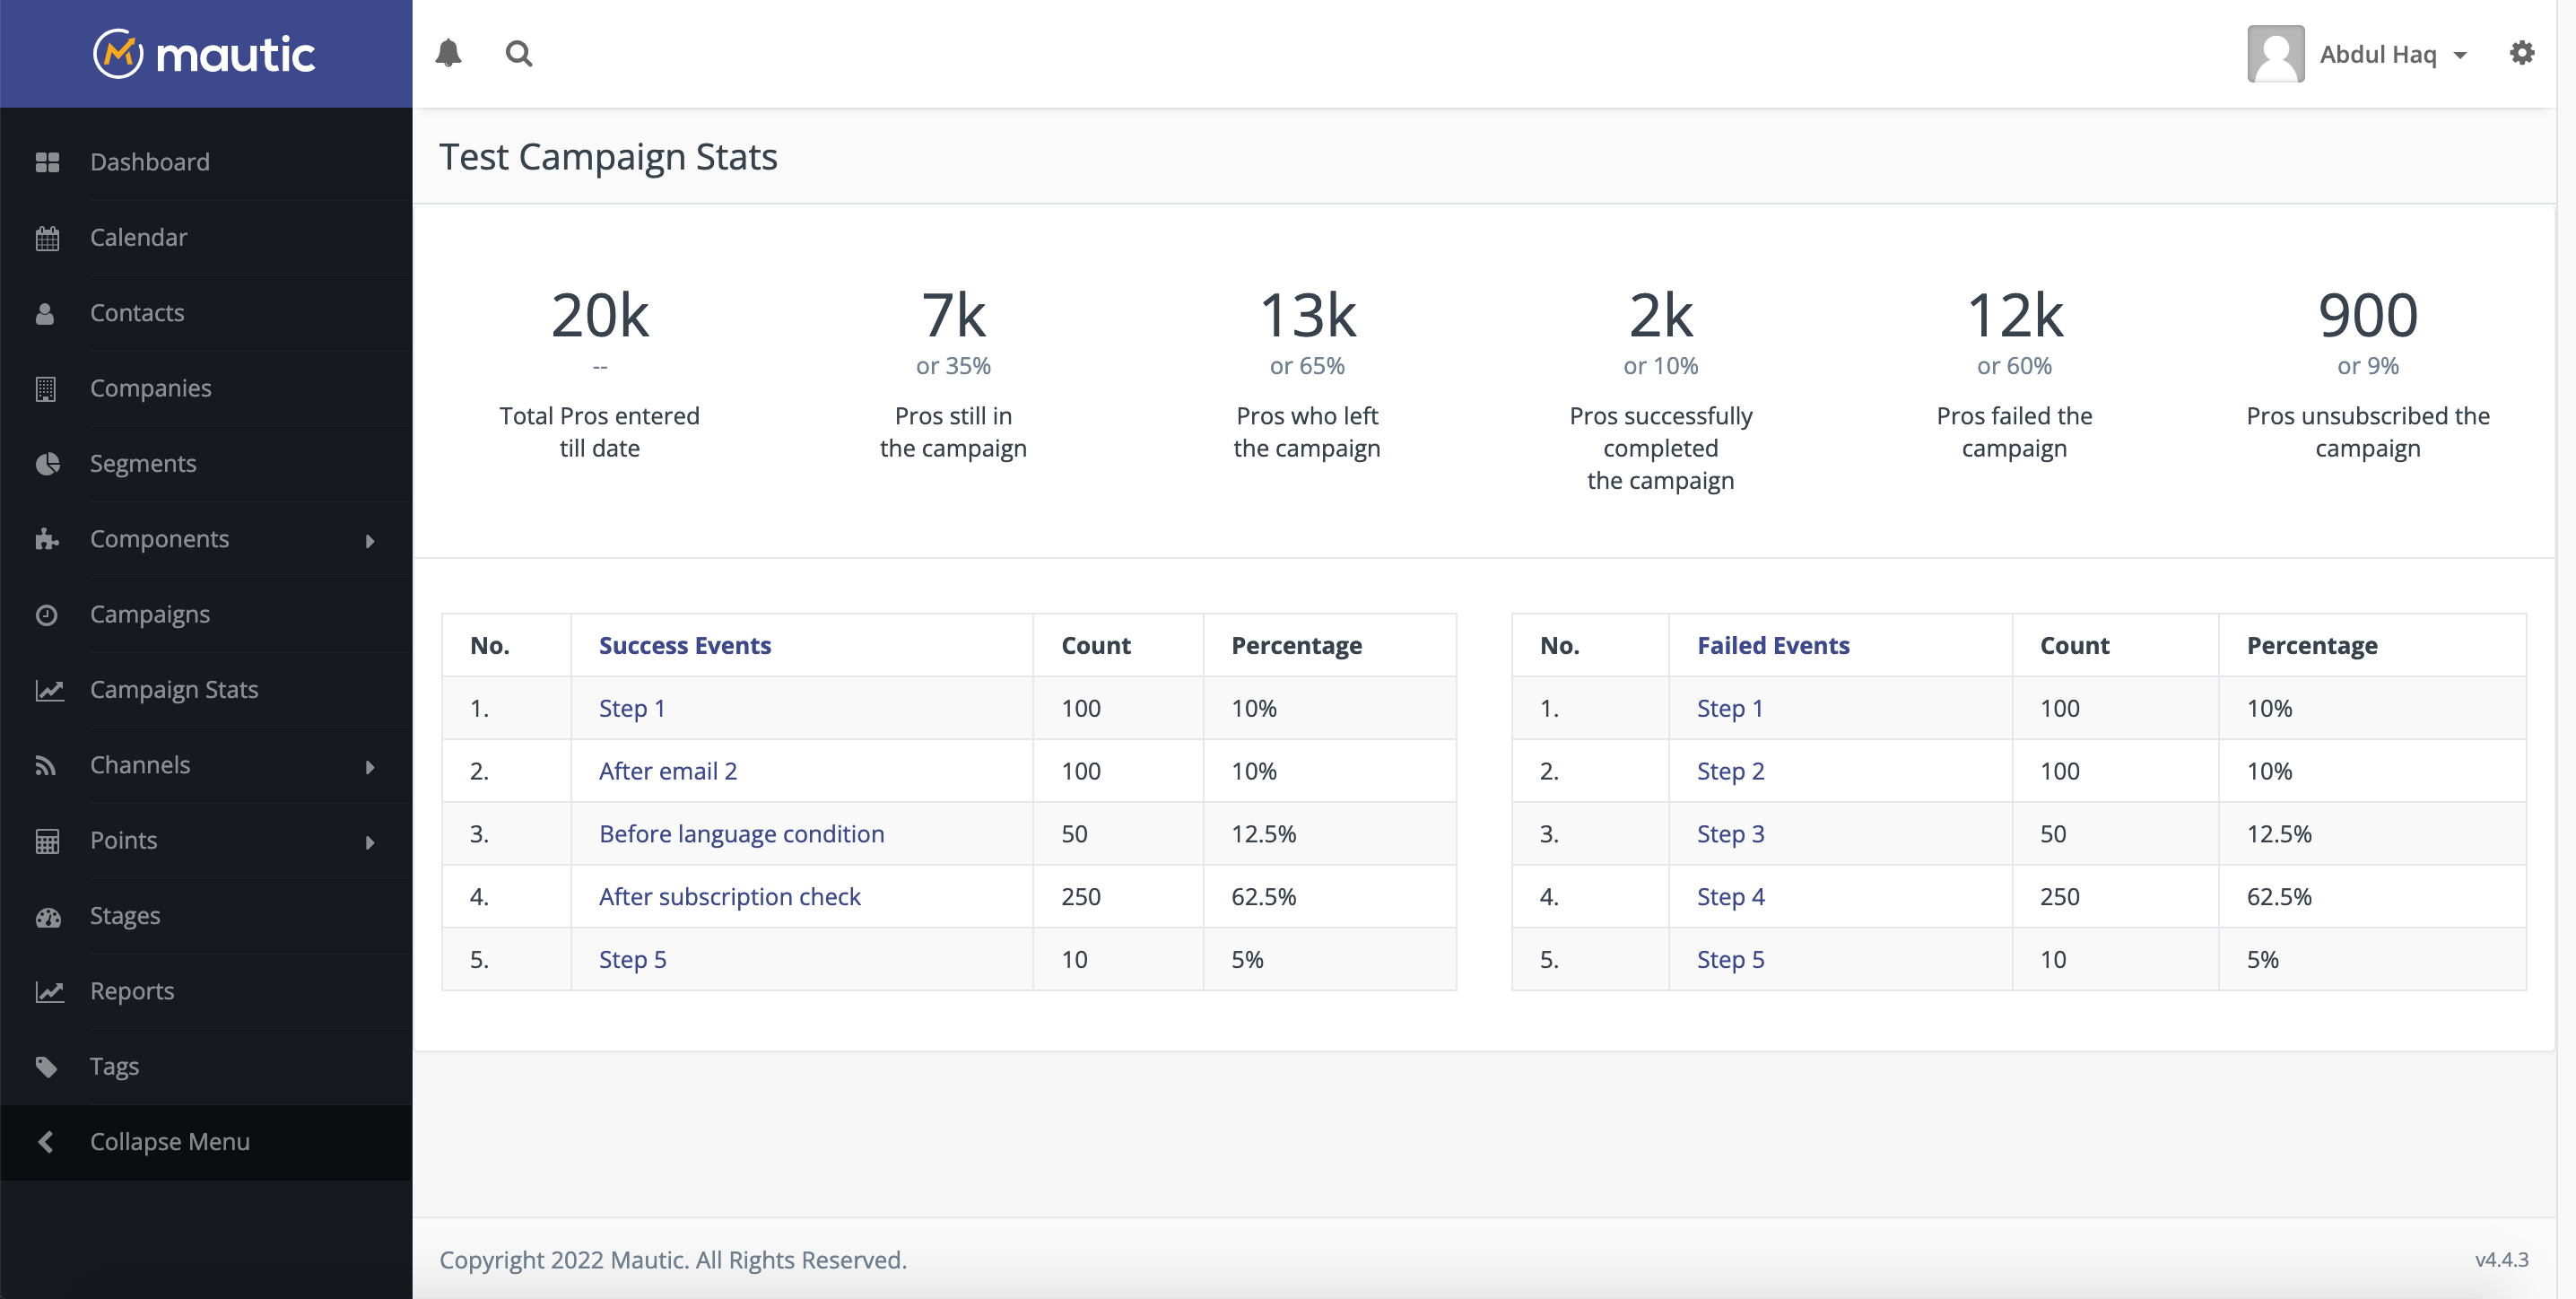 mautic
Abdul Haq
Dashboard
Calendar
Contacts
Companies
Segments
Components
Campaigns
Campaign Stats
Channels
Points
Stages
Reports
Tags
Collapse Menu
Test Campaign Stats
20k
--
Total Pros entered
till date
7k
or 35%
Pros still in
the campaign
13k
or 65%
Pros who left
the campaign
2k
or 10%
Pros successfully
completed
the campaign
12k
or 60%
Pros failed the
campaign
900
or 9%
Pros unsubscribed the
campaign
No. Success Events Count Percentage
1. Step 1 100 10%
2. After email 2 100 10%
3. Before language condition 50 12.5%
4. After subscription check 250 62.5%
5. Step 5 10 5%
No. Failed Events Count Percentage
1. Step 1 100 10%
2. Step 2 100 10%
3. Step 3 50 12.5%
4. Step 4 250 62.5%
5. Step 5 10 5%
Copyright 2022 Mautic. All Rights Reserved.
v4.4.3